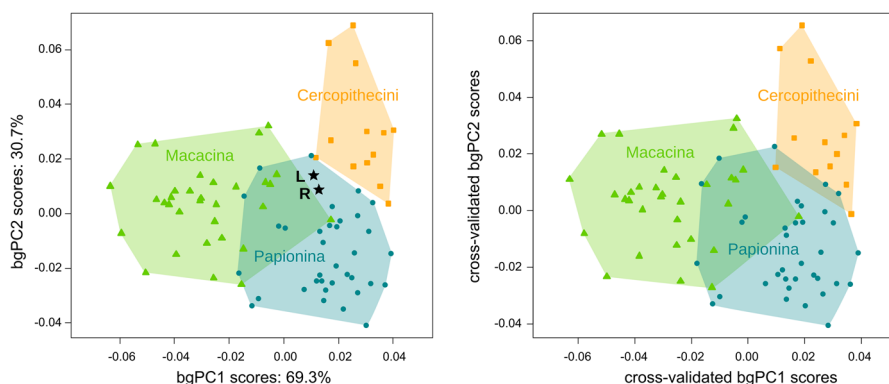 0.06
0.04
0.02
0.00
-0.02
-0.04
bgPC2 scores: 30.7%
Cercopithecini
Macacina
L
R
Papionina
-0.06 -0.04 -0.02 0.00 0.02 0.04
bgPC1 scores: 69.3%
0.06
0.04
0.02
0.00
-0.02
-0.04
cross-validated bgPC2 scores
Cercopithecini
Macacina
Papionina
-0.06 -0.04 -0.02 0.00 0.02 0.04
cross-validated bgPC1 scores